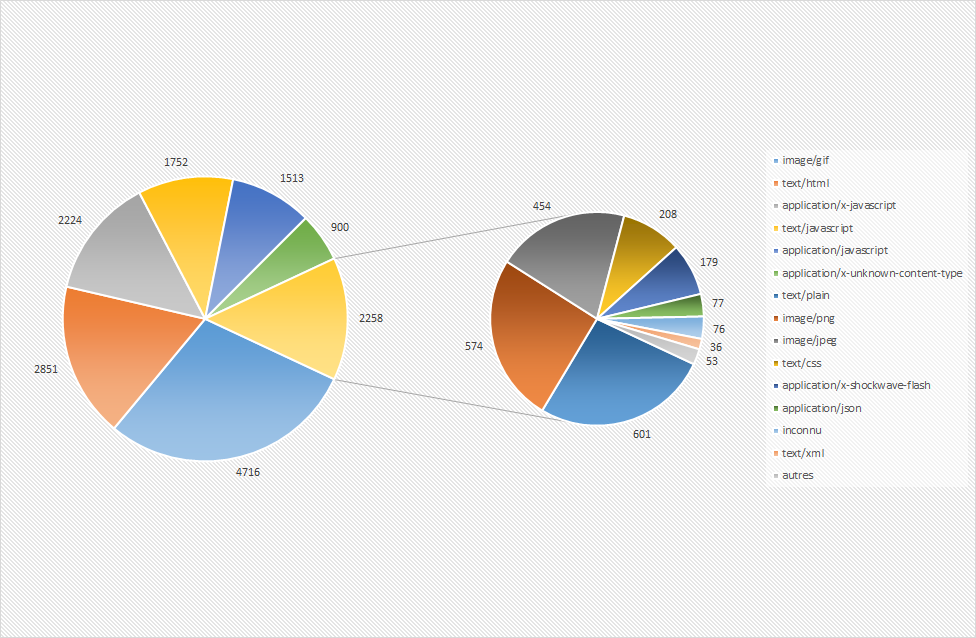 1752
1513
2224
900
2258
2851
4716
454
208
179
77
574
76
36
53
601
image/gif
text/html
application/x-javascript
text/javascript
application/javascript
application/x-unknown-content-type
text/plain
image/png
image/jpeg
text/css
application/x-shockwave-flash
application/json
inconnu
text/xml
autres